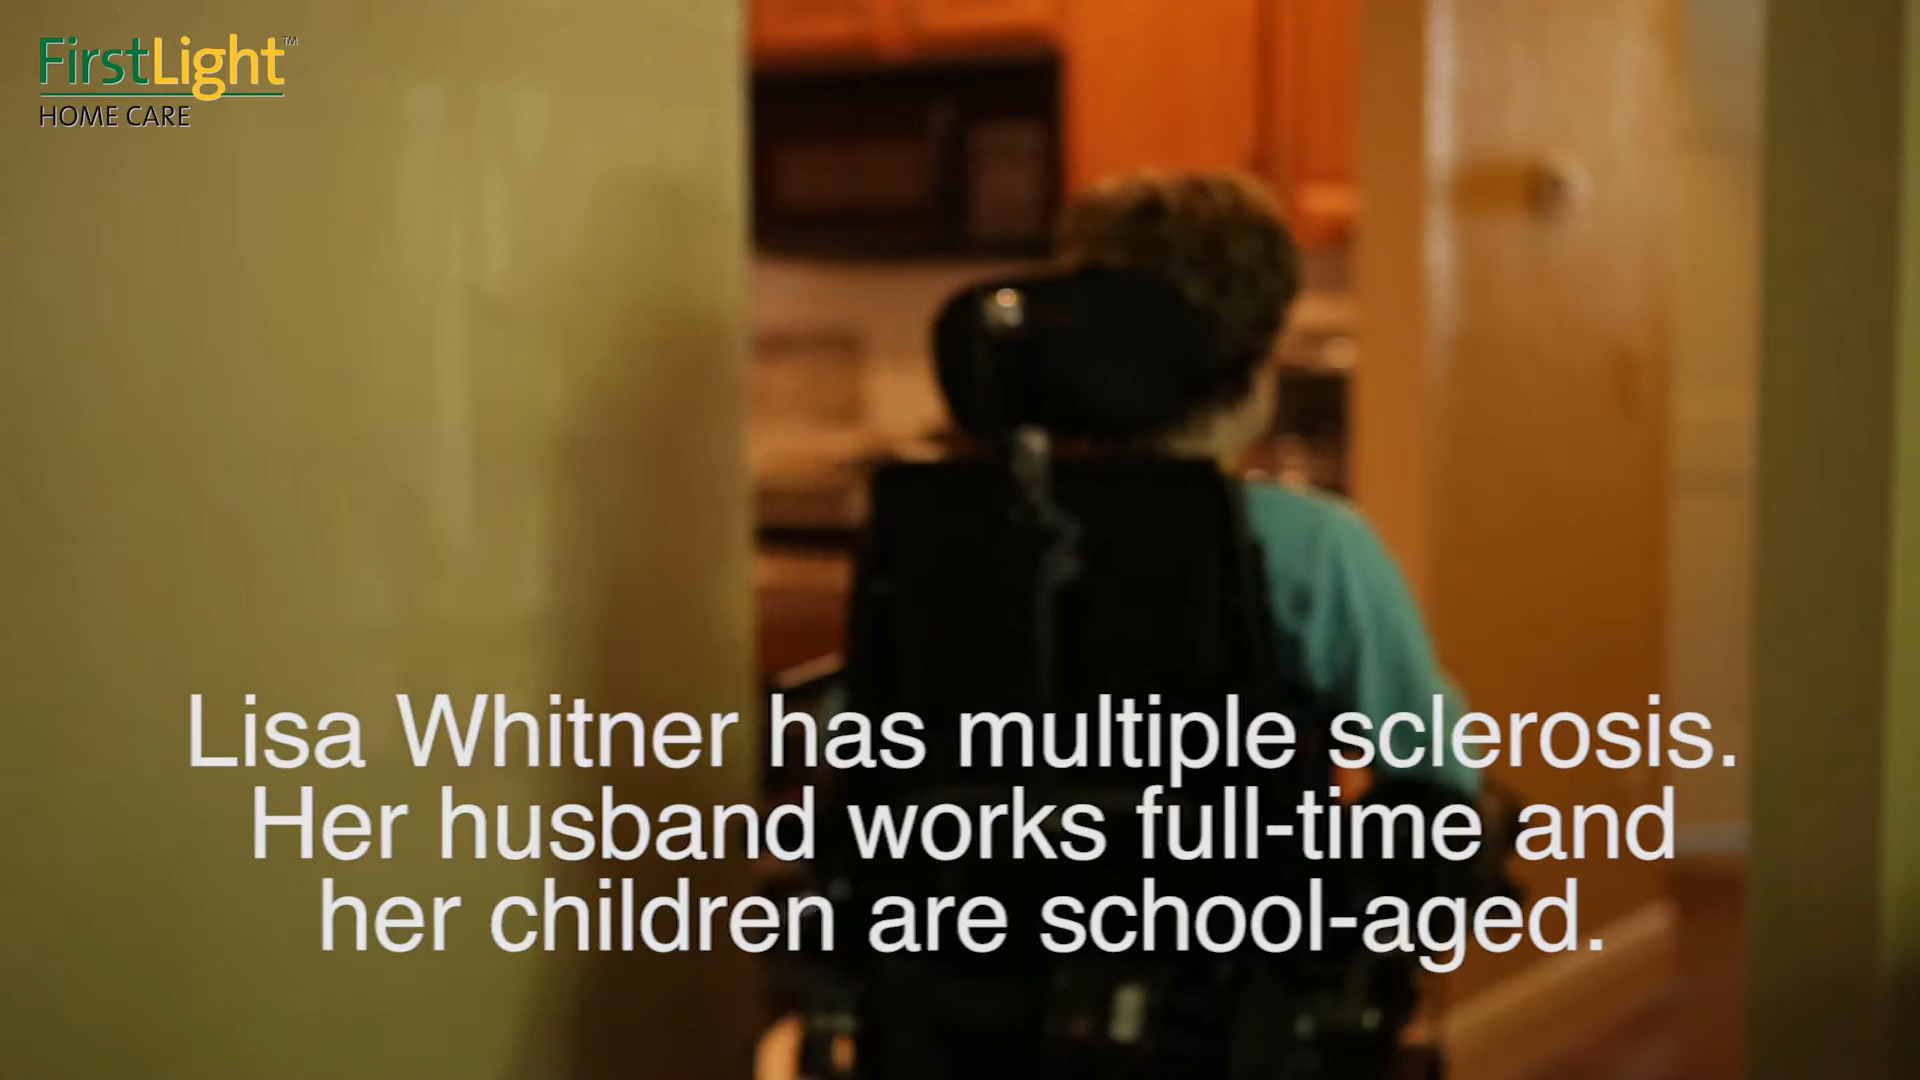 FirstLight™
HOME CARE
Lisa Whitner has multiple sclerosis.
Her husband works full-time and
her children are school-aged.